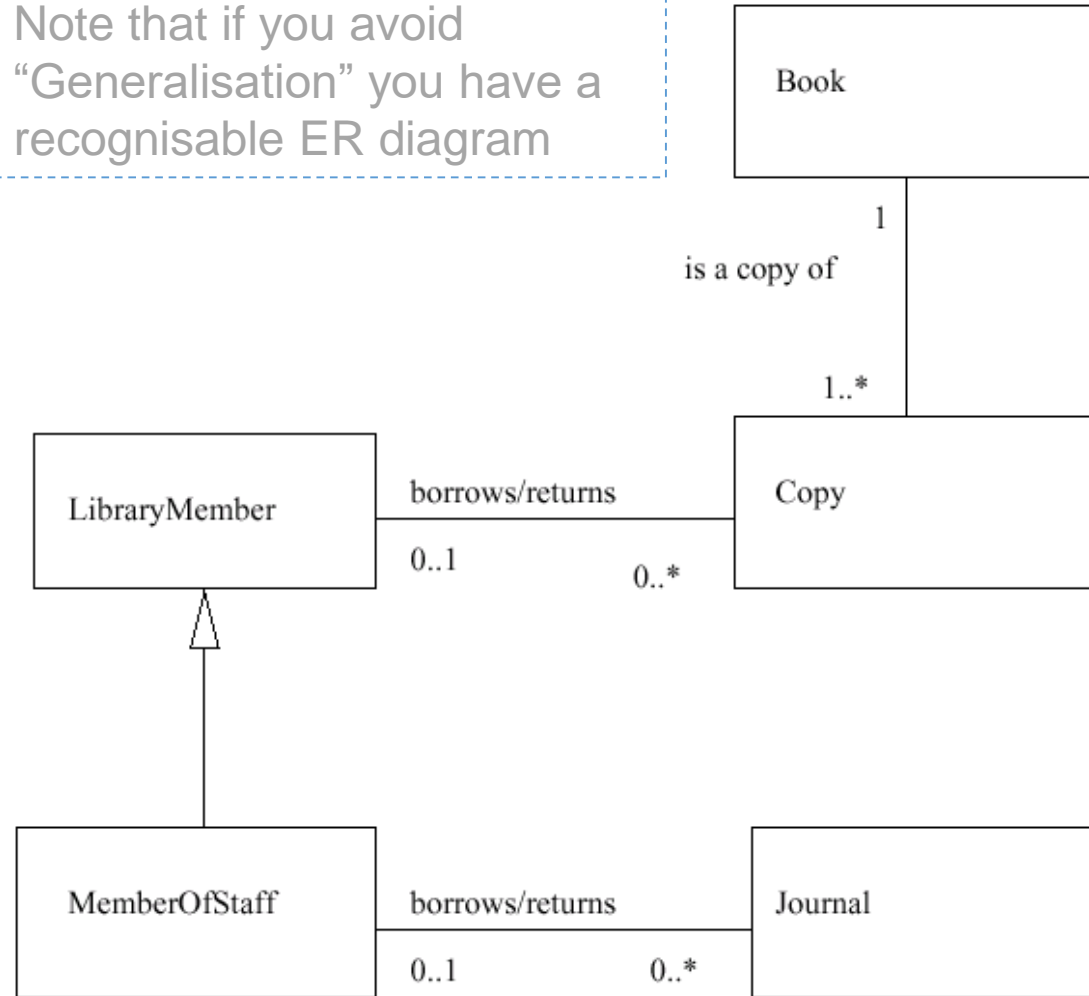 Note that if you avoid
“Generalisation” you have a
recognisable ER diagram
Book
1
is a copy of
1..*
LibraryMember
borrows/returns
0..1
0..*
Copy
MemberOfStaff
borrows/returns
0..1
0..*
Journal